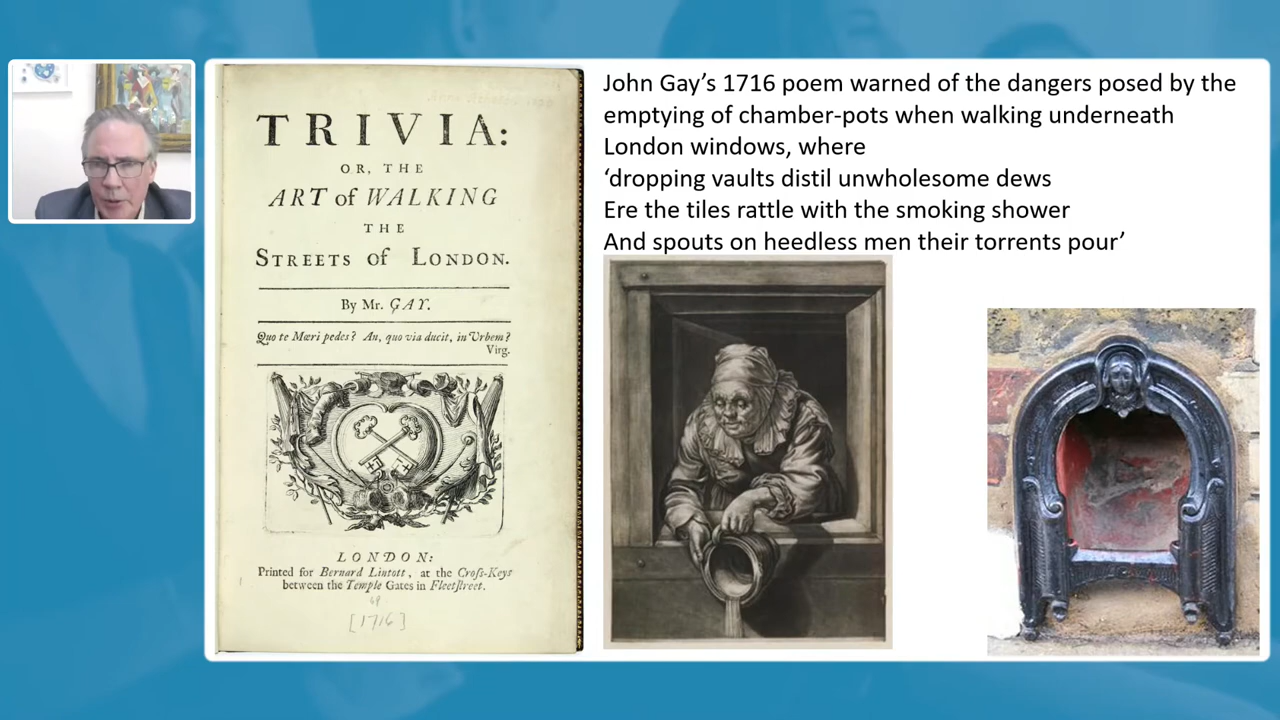 TRIVIA:
OR, THE
ART of WALKING
THE
STREETS of LONDON.
By Mr. GAY.
Quo te Mœri pedes? An, quo via ducit, in Urbem?
Virg.
LONDON:
Printed for Bernard Lintott, at the Croſs-Keys
between the Temple Gates in Fleetſtreet.
[1716]
John Gay’s 1716 poem warned of the dangers posed by the
emptying of chamber-pots when walking underneath
London windows, where
‘dropping vaults distil unwholesome dews
Ere the tiles rattle with the smoking shower
And spouts on heedless men their torrents pour’